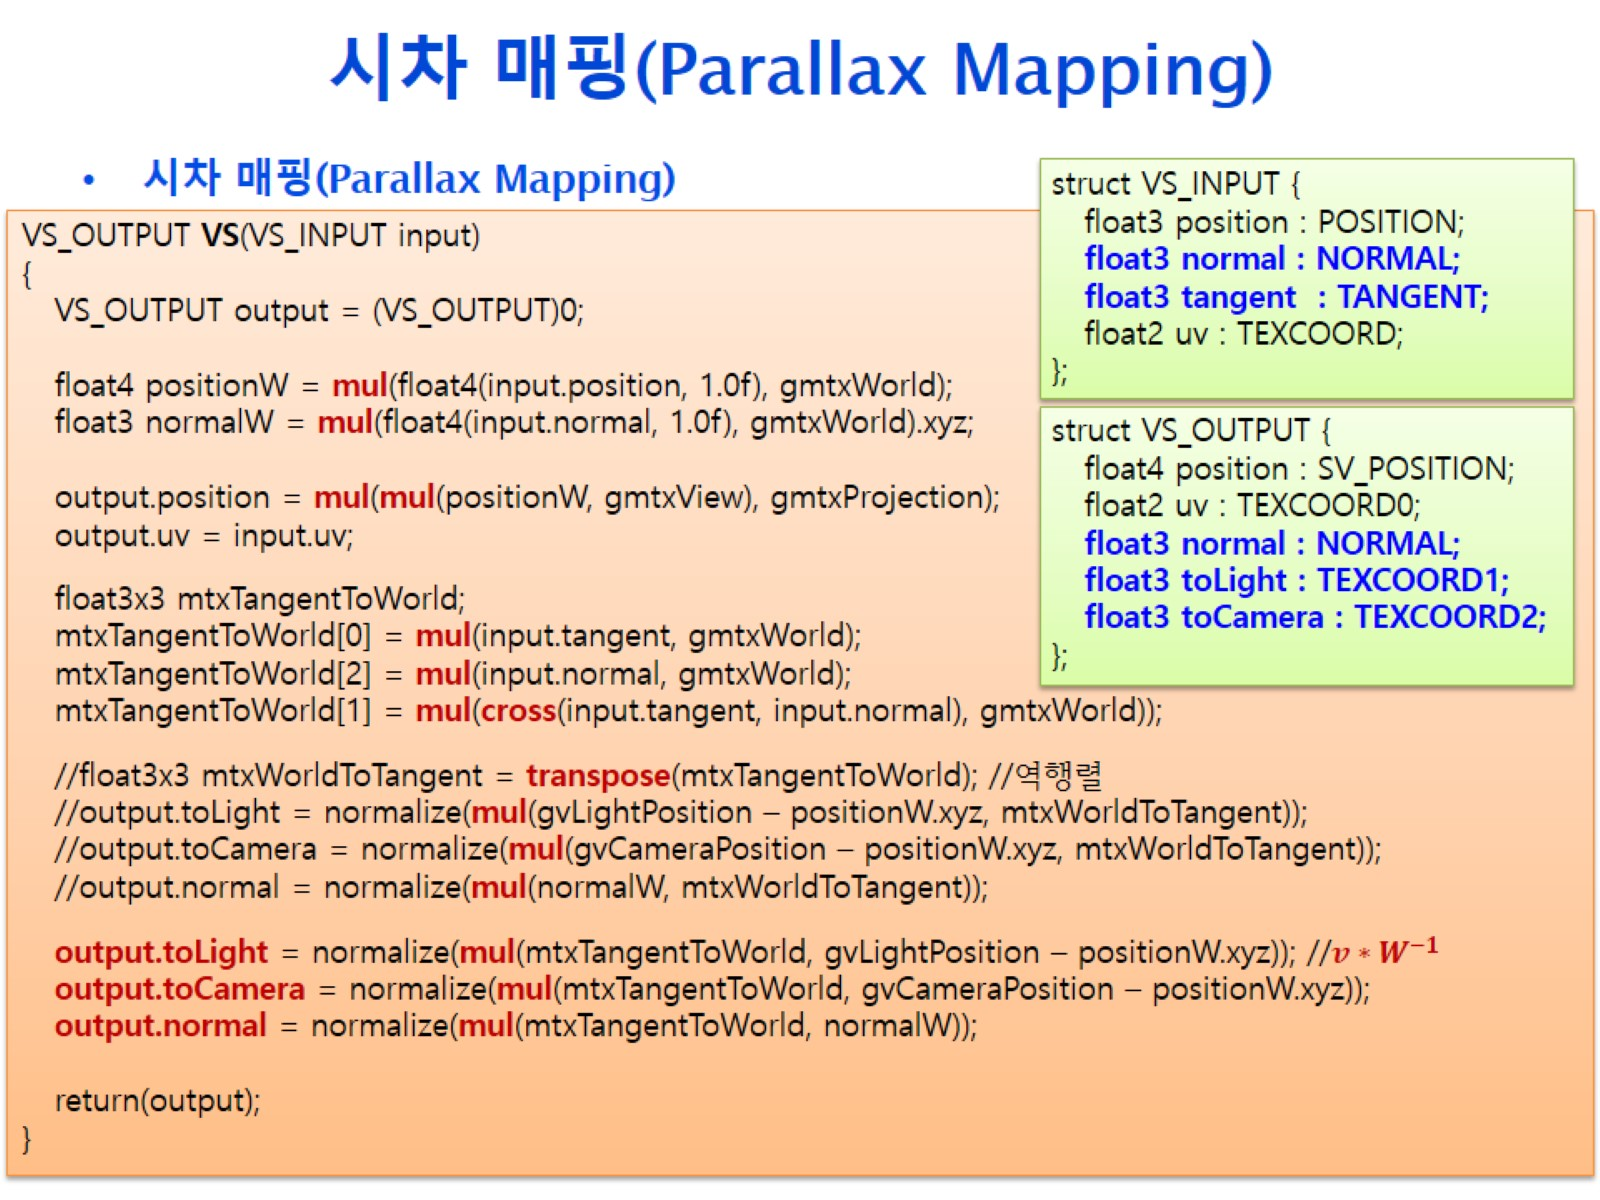 시차 매핑(Parallax Mapping)
• 시차 매핑(Parallax Mapping)
VS_OUTPUT VS(VS_INPUT input)
{
VS_OUTPUT output = (VS_OUTPUT)0;
float4 positionW = mul(float4(input.position, 1.0f), gmtxWorld);
float3 normalW = mul(float4(input.normal, 1.0f), gmtxWorld).xyz;
output.position = mul(mul(positionW, gmtxView), gmtxProjection);
output.uv = input.uv;
float3x3 mtxTangentToWorld;
mtxTangentToWorld[0] = mul(input.tangent, gmtxWorld);
mtxTangentToWorld[2] = mul(input.normal, gmtxWorld);
mtxTangentToWorld[1] = mul(cross(input.tangent, input.normal), gmtxWorld));
//float3x3 mtxWorldToTangent = transpose(mtxTangentToWorld); //역행렬
//output.toLight = normalize(mul(gvLightPosition – positionW.xyz, mtxWorldToTangent));
//output.toCamera = normalize(mul(gvCameraPosition – positionW.xyz, mtxWorldToTangent));
//output.normal = normalize(mul(normalW, mtxWorldToTangent));
output.toLight = normalize(mul(mtxTangentToWorld, gvLightPosition – positionW.xyz)); //v * W⁻¹
output.toCamera = normalize(mul(mtxTangentToWorld, gvCameraPosition – positionW.xyz));
output.normal = normalize(mul(mtxTangentToWorld, normalW));
return(output);
}
struct VS_INPUT {
float3 position : POSITION;
float3 normal : NORMAL;
float3 tangent : TANGENT;
float2 uv : TEXCOORD;
};
struct VS_OUTPUT {
float4 position : SV_POSITION;
float2 uv : TEXCOORD0;
float3 normal : NORMAL;
float3 toLight : TEXCOORD1;
float3 toCamera : TEXCOORD2;
};